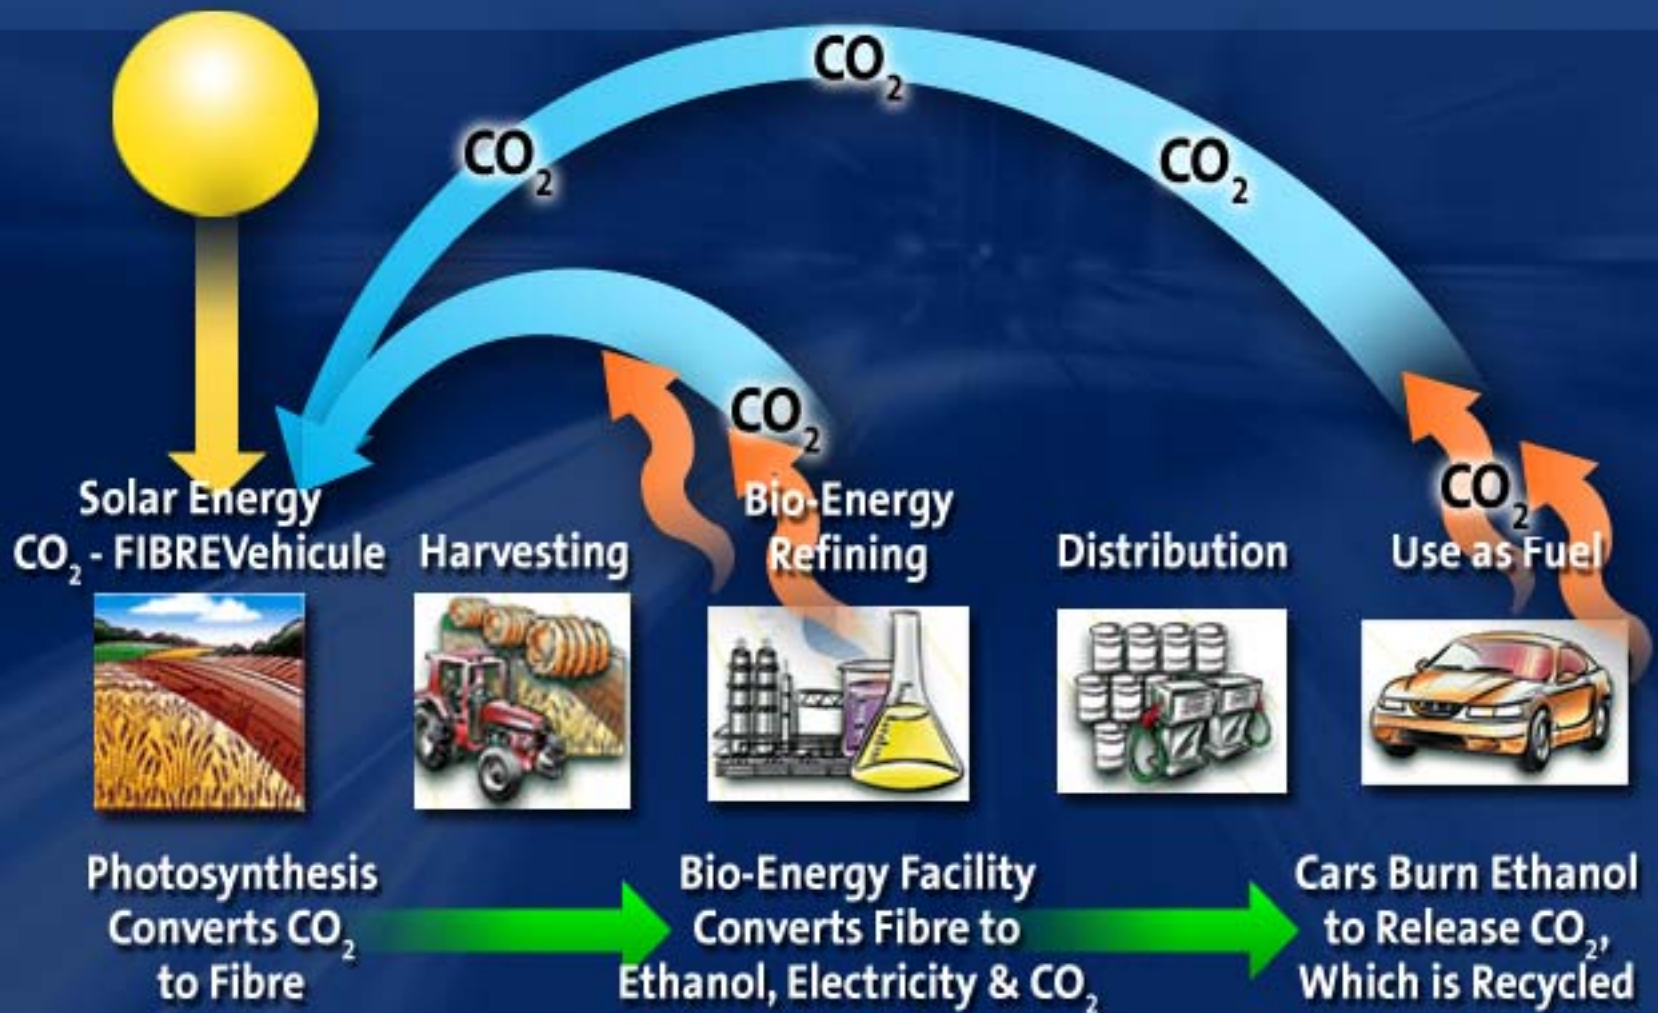 CO₂
CO₂
CO₂
CO₂
CO₂
Solar Energy
CO₂ - FIBREVehicule
Harvesting
Bio-Energy
Refining
Distribution
Use as Fuel
Photosynthesis
Converts CO₂
to Fibre
Bio-Energy Facility
Converts Fibre to
Ethanol, Electricity & CO₂
Cars Burn Ethanol
to Release CO₂,
Which is Recycled